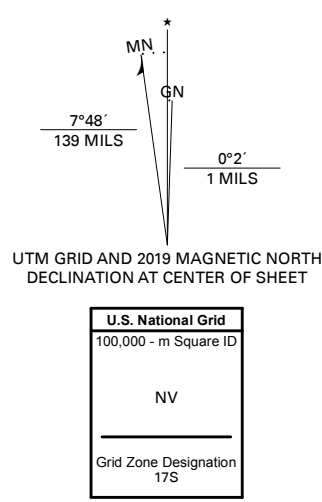 MN
GN
7°48´
139 MILS
0°2´
1 MILS
UTM GRID AND 2019 MAGNETIC NORTH
DECLINATION AT CENTER OF SHEET
U.S. National Grid
100,000 - m Square ID
NV
Grid Zone Designation
17S